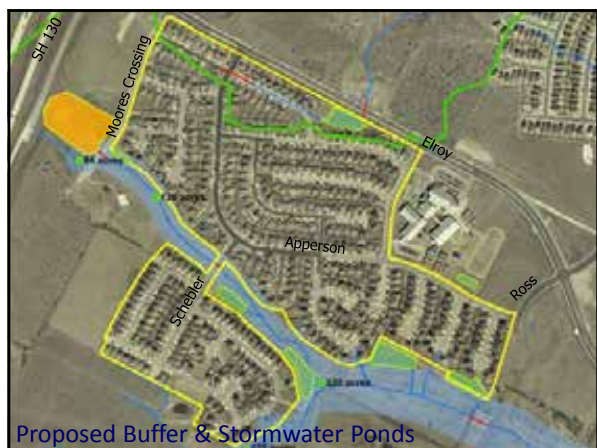 SH 130
Moores Crossing
Elroy
Apperson
Ross
Schebler
Proposed Buffer & Stormwater Ponds